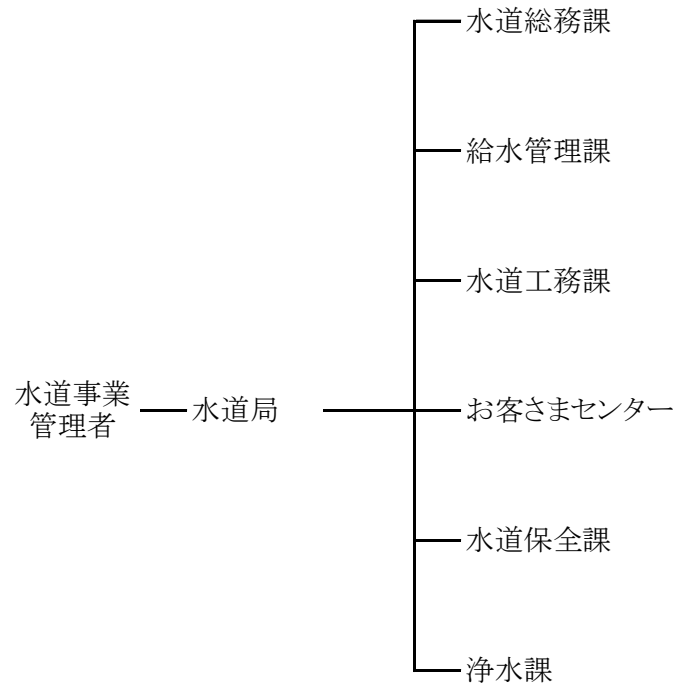 水道総務課
給水管理課
水道工務課
水道事業
管理者
水道局
お客さまセンター
水道保全課
浄水課